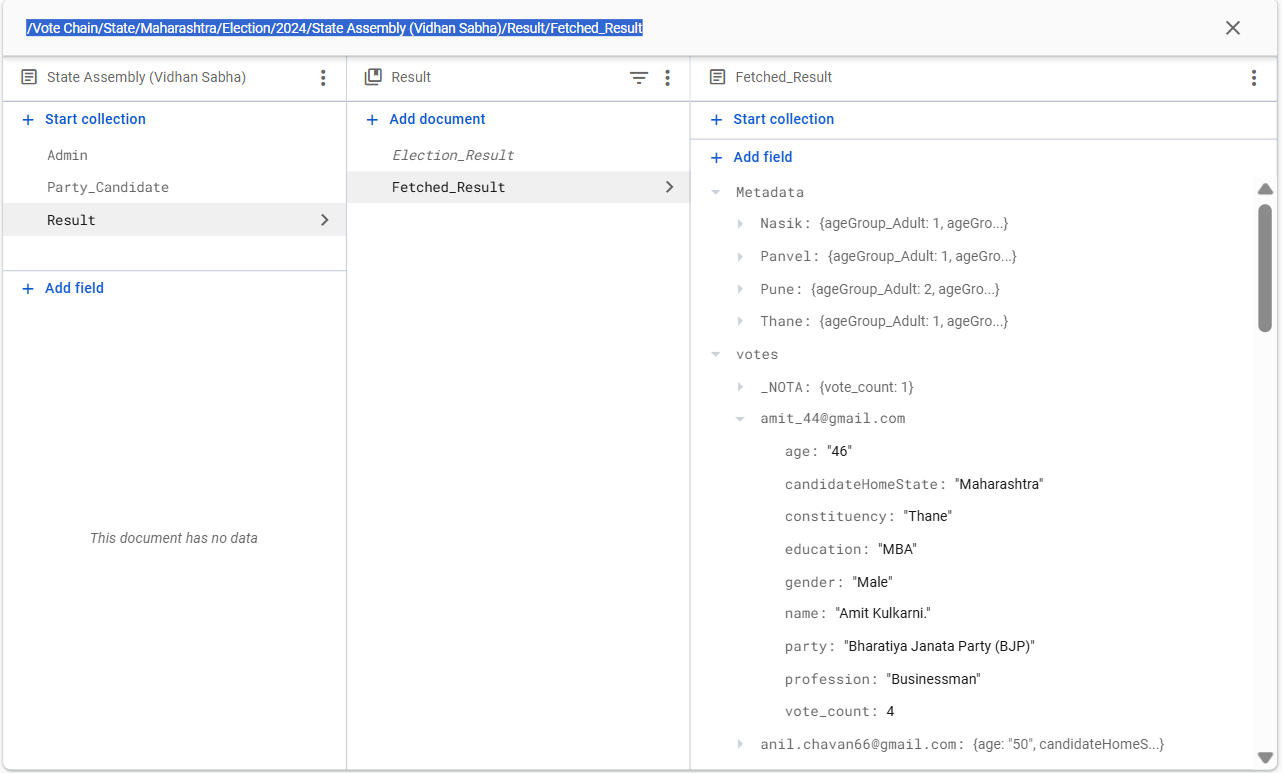 /Vote Chain/State/Maharashtra/Election/2024/State Assembly (Vidhan Sabha)/Result/Fetched_Result
State Assembly (Vidhan Sabha)
Start collection
Admin
Party_Candidate
Result
Add field
This document has no data
Result
Add document
Election_Result
Fetched_Result
Fetched_Result
Start collection
Add field
Metadata
Nasik: {ageGroup_Adult: 1, ageGro...}
Panvel: {ageGroup_Adult: 1, ageGro...}
Pune: {ageGroup_Adult: 2, ageGro...}
Thane: {ageGroup_Adult: 1, ageGro...}
votes
_NOTA: {vote_count: 1}
amit_44@gmail.com
age: "46"
candidateHomeState: "Maharashtra"
constituency: "Thane"
education: "MBA"
gender: "Male"
name: "Amit Kulkarni."
party: "Bharatiya Janata Party (BJP)"
profession: "Businessman"
vote_count: 4
anil.chavan66@gmail.com: {age: "50", candidateHomeS...}